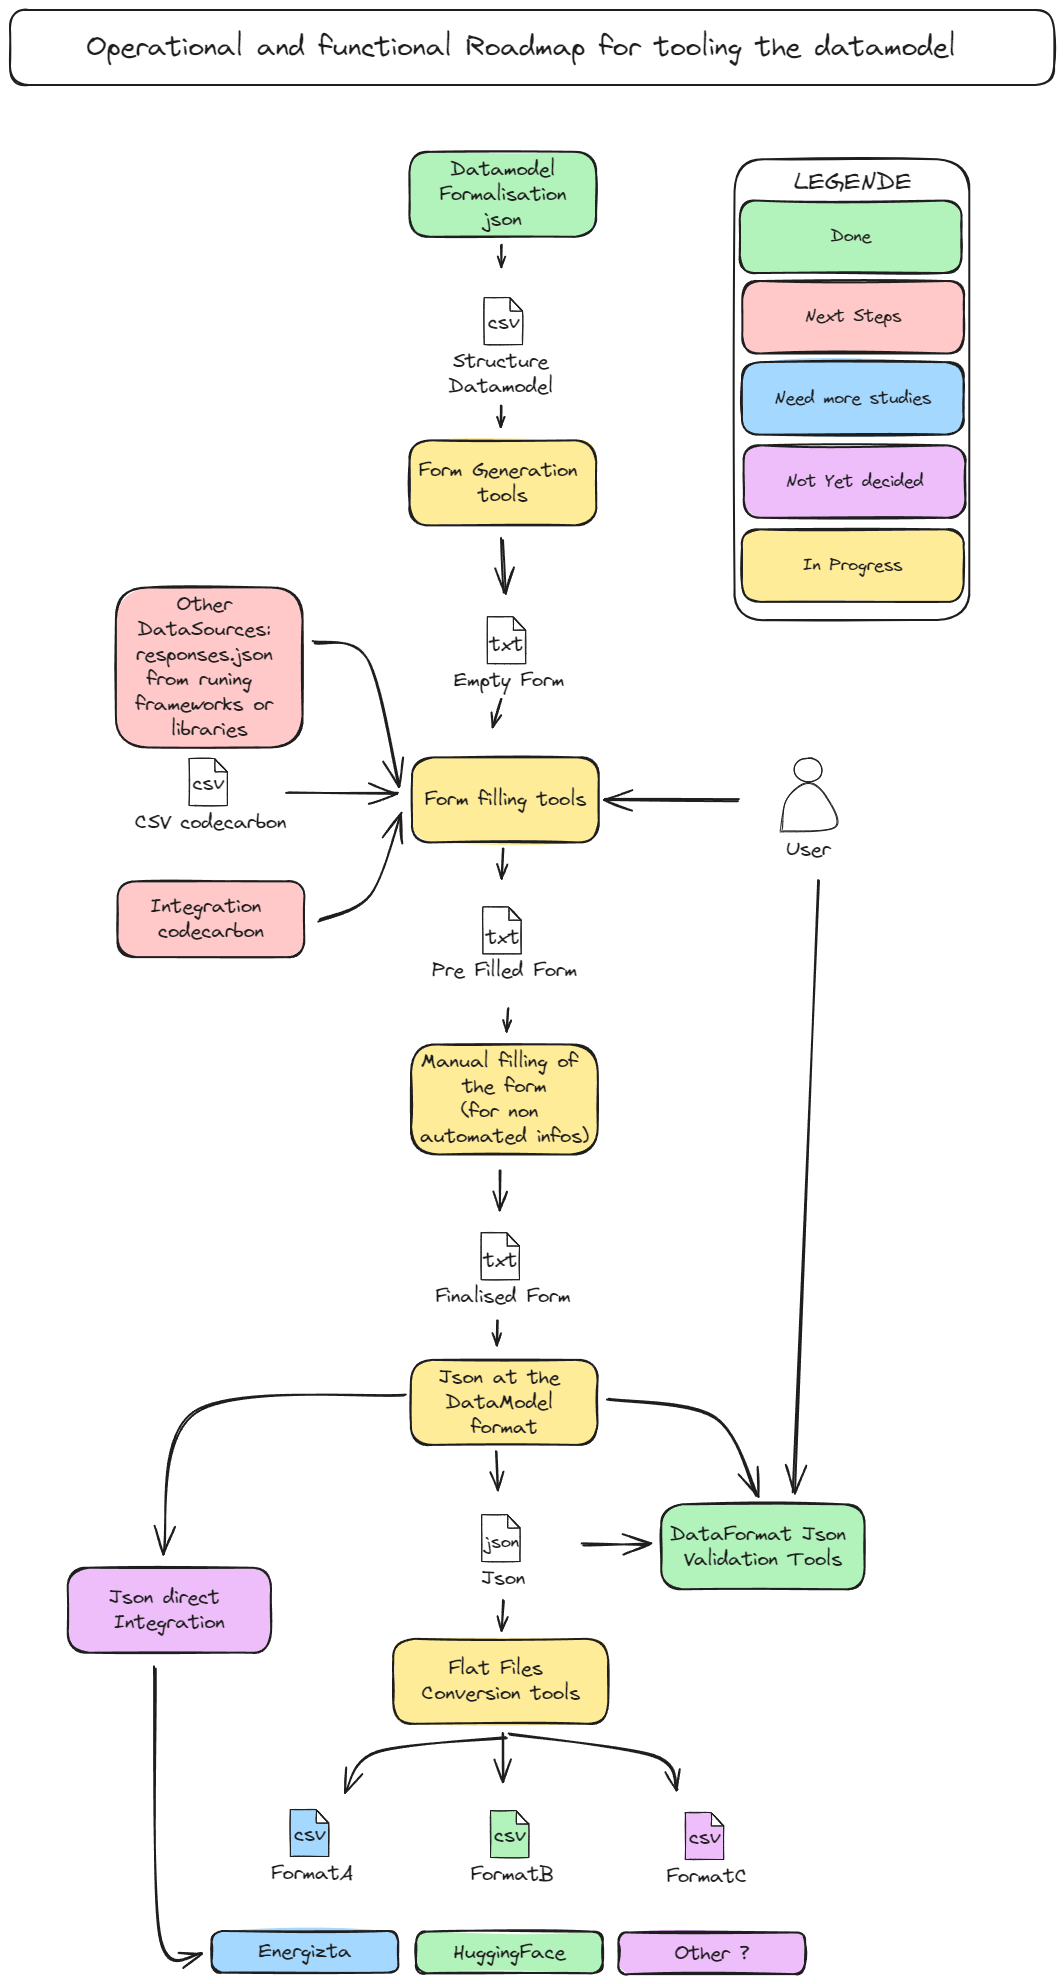 Operational and functional Roadmap for tooling the datamodel
Datamodel
Formalisation
json
LEGENDE
Done
Next Steps
Need more studies
Not Yet decided
In Progress
csv
Structure
Datamodel
Form Generation
tools
txt
Empty Form
Other
DataSources:
responses.json
from runing
frameworks or
libraries
csv
CSV codecarbon
Integration
codecarbon
Form filling tools
User
txt
Pre Filled Form
Manual filling of
the form
(for non
automated infos)
txt
Finalised Form
Json at the
DataModel
format
json
Json
DataFormat Json
Validation Tools
Json direct
Integration
Flat Files
Conversion tools
csv
FormatA
csv
FormatB
csv
FormatC
Energizta
HuggingFace
Other ?